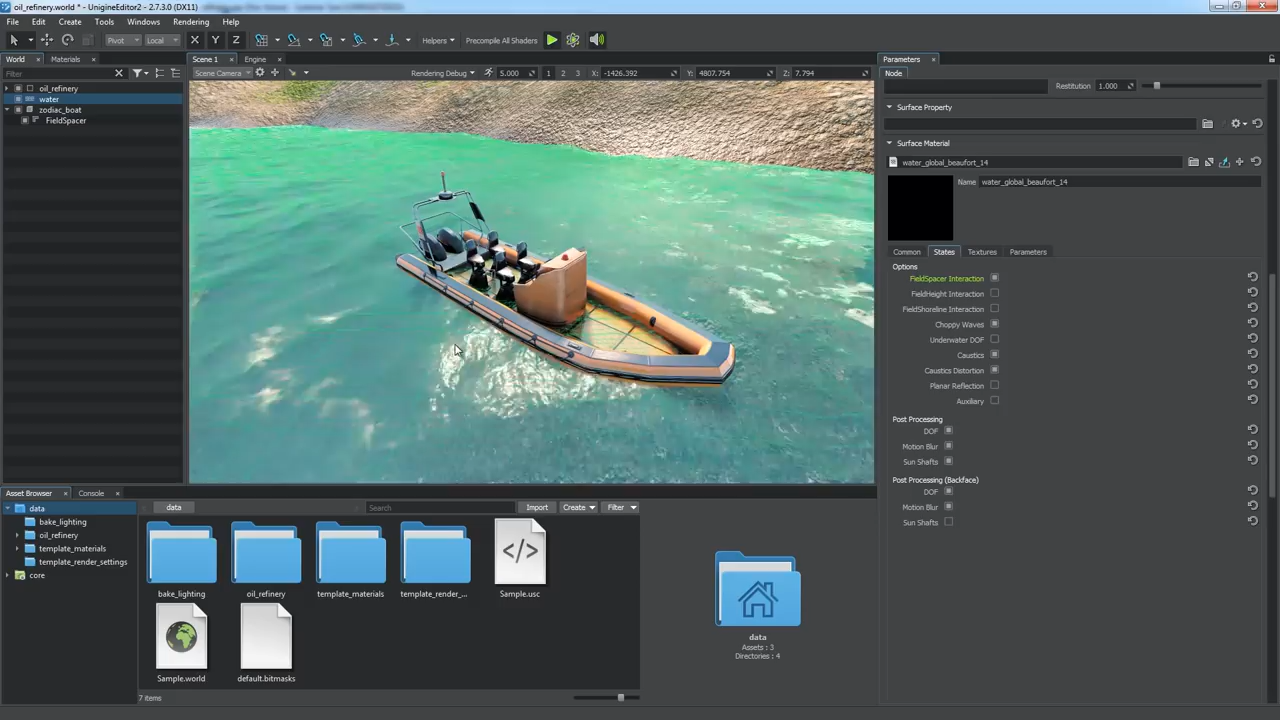 oil_refinery.world * - UnigineEditor2 - 2.7.3.0 (DX11)
File Edit Create Tools Windows Rendering Help
Pivot Local X Y Z Helpers Precompile All Shaders
World Materials
Filter
oil_refinery
water
zodiac_boat
FieldSpacer
Scene 1 Engine
Scene Camera Rendering Debug 5.000 1 2 3 X: -1426.392 Y: 4807.754 Z: 7.794
Parameters
Node
Restitution 1.000
Surface Property
Surface Material
water_global_beaufort_14
Name water_global_beaufort_14
Common States Textures Parameters
Options
FieldSpacer Interaction
FieldHeight Interaction
FieldShoreline Interaction
Choppy Waves
Underwater DOF
Caustics
Caustics Distortion
Planar Reflection
Auxiliary
Post Processing
DOF
Motion Blur
Sun Shafts
Post Processing (Backface)
DOF
Motion Blur
Sun Shafts
Asset Browser Console
data
bake_lighting
oil_refinery
template_materials
template_render_settings
core
data Search Import Create Filter
bake_lighting oil_refinery template_materials template_render_... Sample.usc
Sample.world default.bitmasks
7 items
data
Assets : 3
Directories : 4